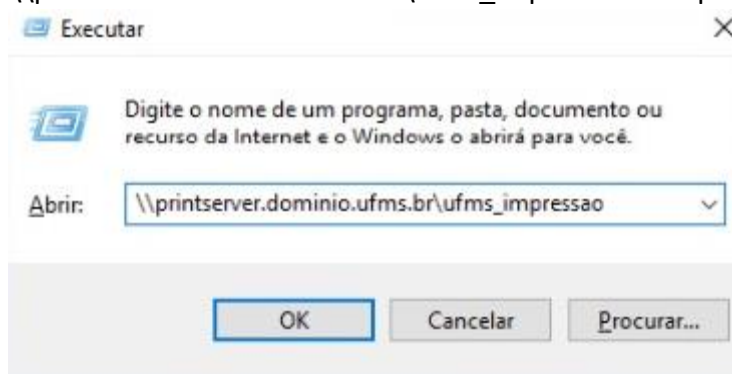 Executar
Digite o nome de um programa, pasta, documento ou
recurso da Internet e o Windows o abrirá para você.
Abrir: \\printserver.dominio.ufms.br\ufms_impressao
OK Cancelar Procurar...